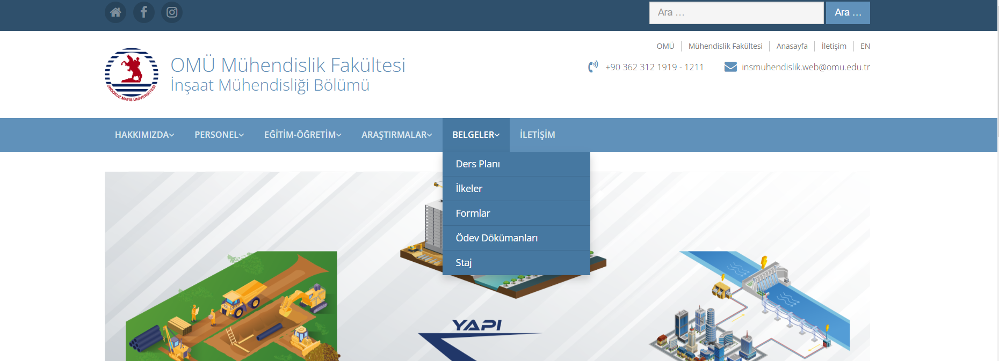 Ara ...
Ara ...
OMÜ
Mühendislik Fakültesi
Anasayfa
İletişim
EN
ONDOKUZ MAYIS ÜNİVERSİTESİ
OMÜ Mühendislik Fakültesi
İnşaat Mühendisliği Bölümü
+90 362 312 1919 - 1211
insmuhendislik.web@omu.edu.tr
HAKKIMIZDA
PERSONEL
EĞİTİM-ÖĞRETİM
ARAŞTIRMALAR
BELGELER
İLETİŞİM
Ders Planı
İlkeler
Formlar
Ödev Dökümanları
Staj
YAPI